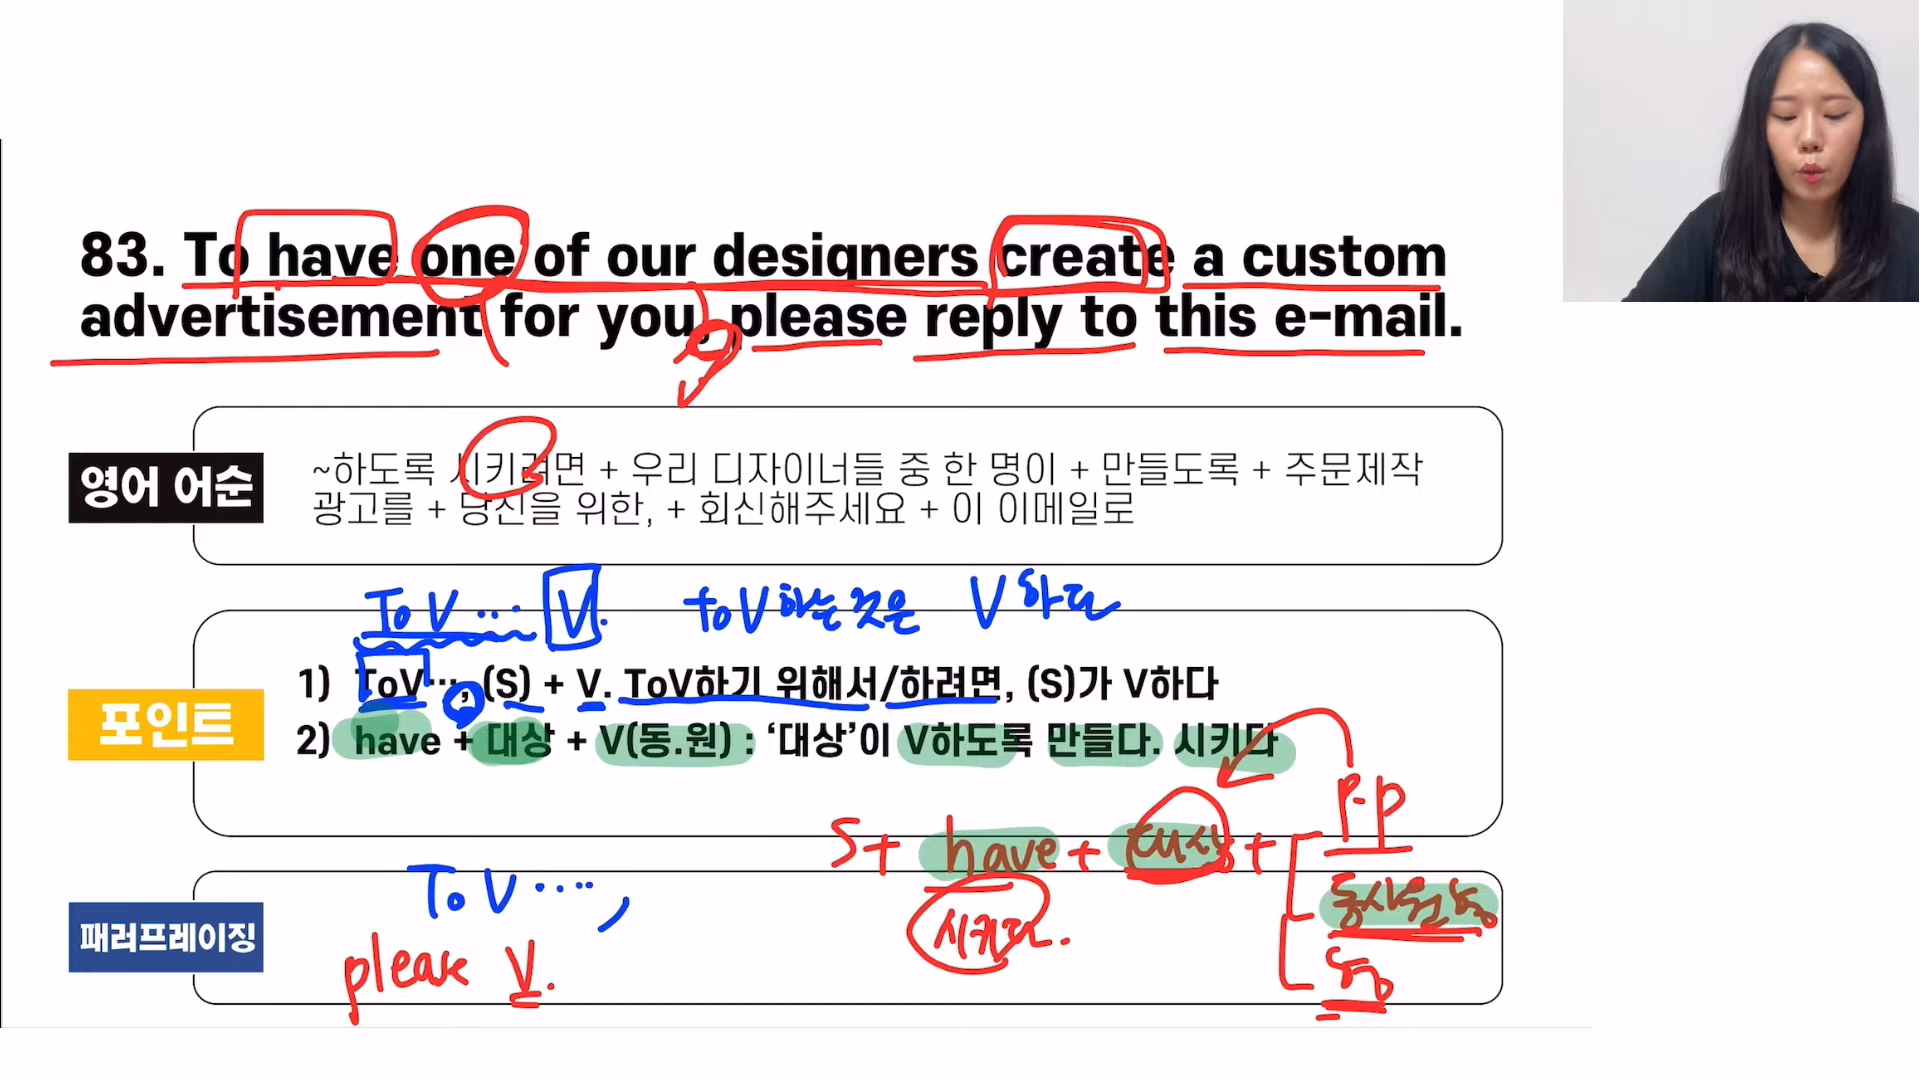 83. To have one of our designers create a custom
advertisement for you, please reply to this e-mail.
영어 어순
~하도록 시키려면 + 우리 디자이너들 중 한 명이 + 만들도록 + 주문제작
광고를 + 당신을 위한, + 회신해주세요 + 이 이메일로
To V ... V. to V 하는 것은 V 하다
포인트
1) ToV..., (S) + V. ToV하기 위해서/하려면, (S)가 V하다
2) have + 대상 + V(동.원) : ‘대상’이 V하도록 만들다. 시키다
S + have + 대상 + p.p
시키다. 동사원형
패러프레이징
To V ....,
please V.